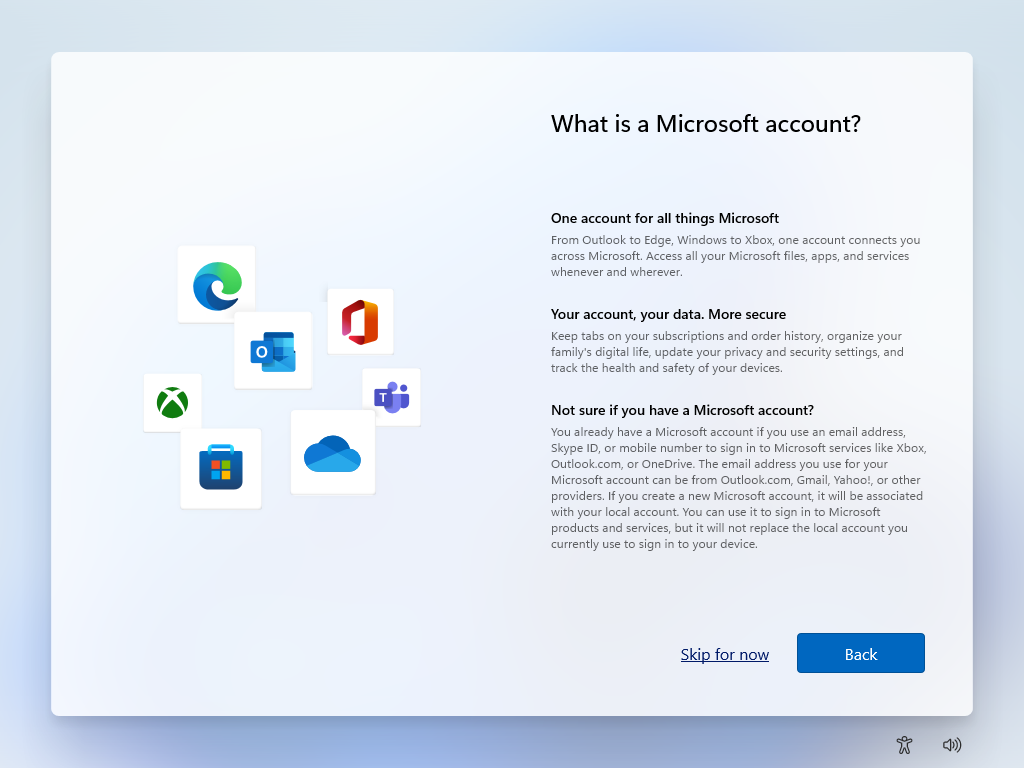 What is a Microsoft account?
One account for all things Microsoft
From Outlook to Edge, Windows to Xbox, one account connects you
across Microsoft. Access all your Microsoft files, apps, and services
whenever and wherever.
Your account, your data. More secure
Keep tabs on your subscriptions and order history, organize your
family's digital life, update your privacy and security settings, and
track the health and safety of your devices.
Not sure if you have a Microsoft account?
You already have a Microsoft account if you use an email address,
Skype ID, or mobile number to sign in to Microsoft services like Xbox,
Outlook.com, or OneDrive. The email address you use for your
Microsoft account can be from Outlook.com, Gmail, Yahoo!, or other
providers. If you create a new Microsoft account, it will be associated
with your local account. You can use it to sign in to Microsoft
products and services, but it will not replace the local account you
currently use to sign in to your device.
O
T
Skip for now
Back